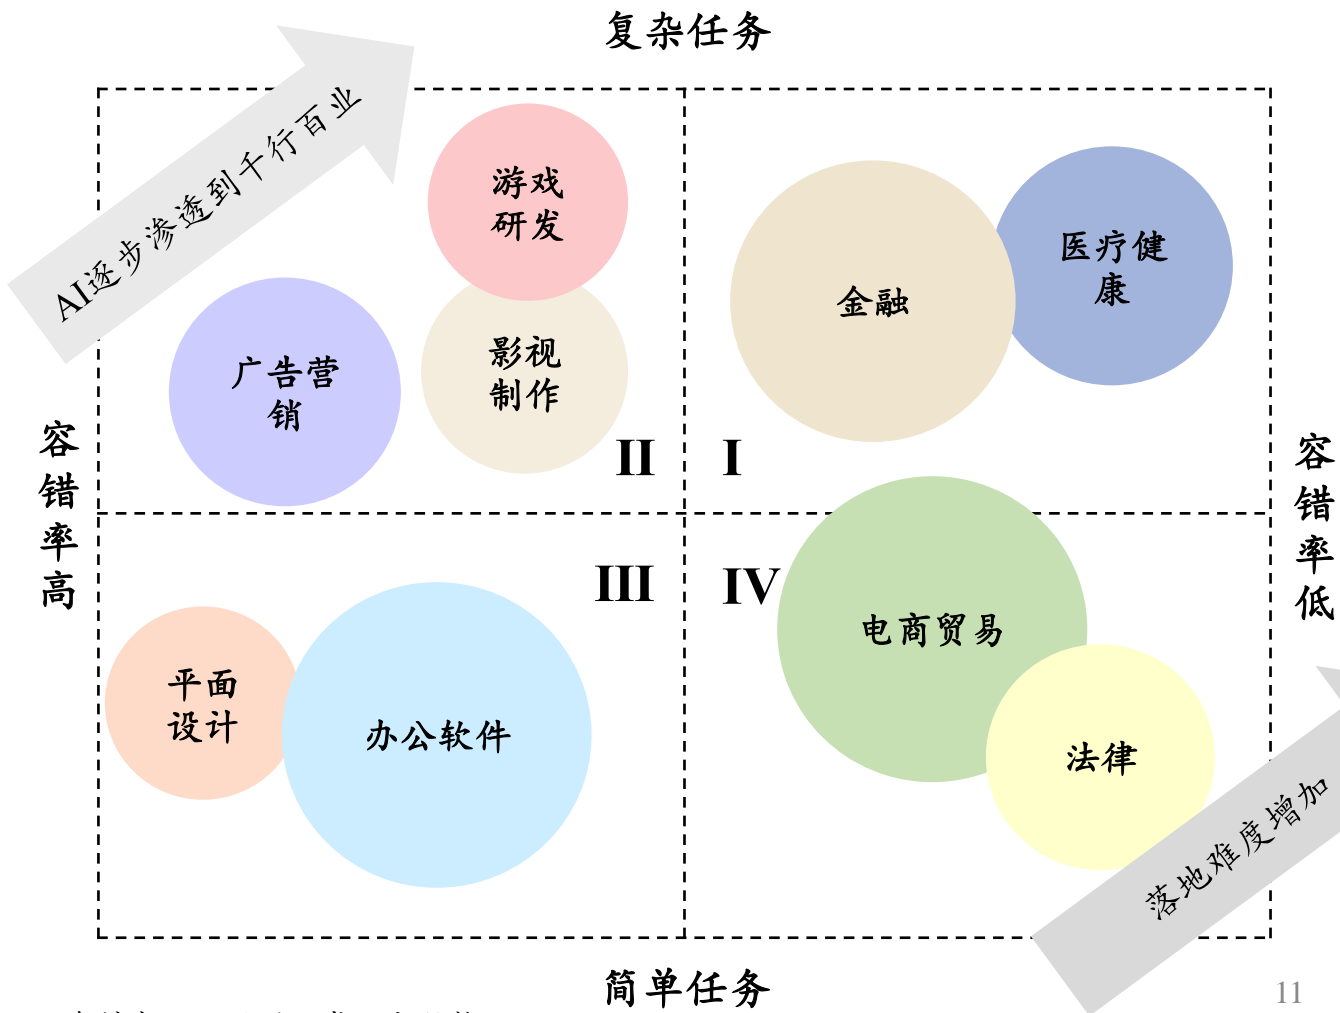 复杂任务
AI逐步渗透到千行百业
游戏
研发
医疗健
康
金融
广告营
销
影视
制作
容
错
率
高
II
I
容
错
率
低
III
IV
电商贸易
平面
设计
办公软件
法律
落地难度增加
简单任务
11